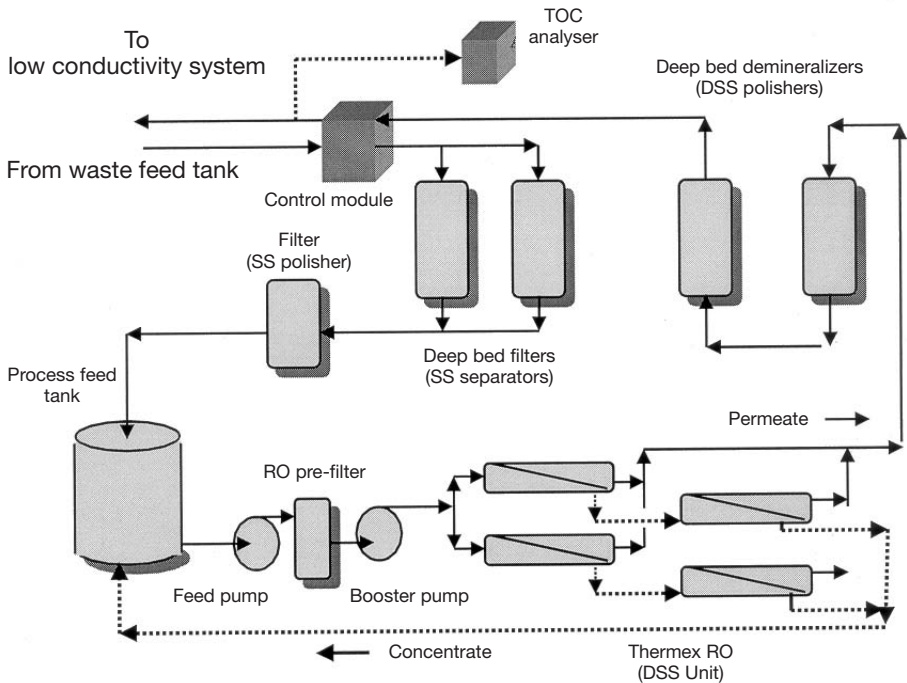 TOC
analyser
To
low conductivity system
Deep bed demineralizers
(DSS polishers)
From waste feed tank
Control module
Filter
(SS polisher)
Deep bed filters
(SS separators)
Process feed
tank
Permeate
RO pre-filter
Feed pump
Booster pump
Concentrate
Thermex RO
(DSS Unit)